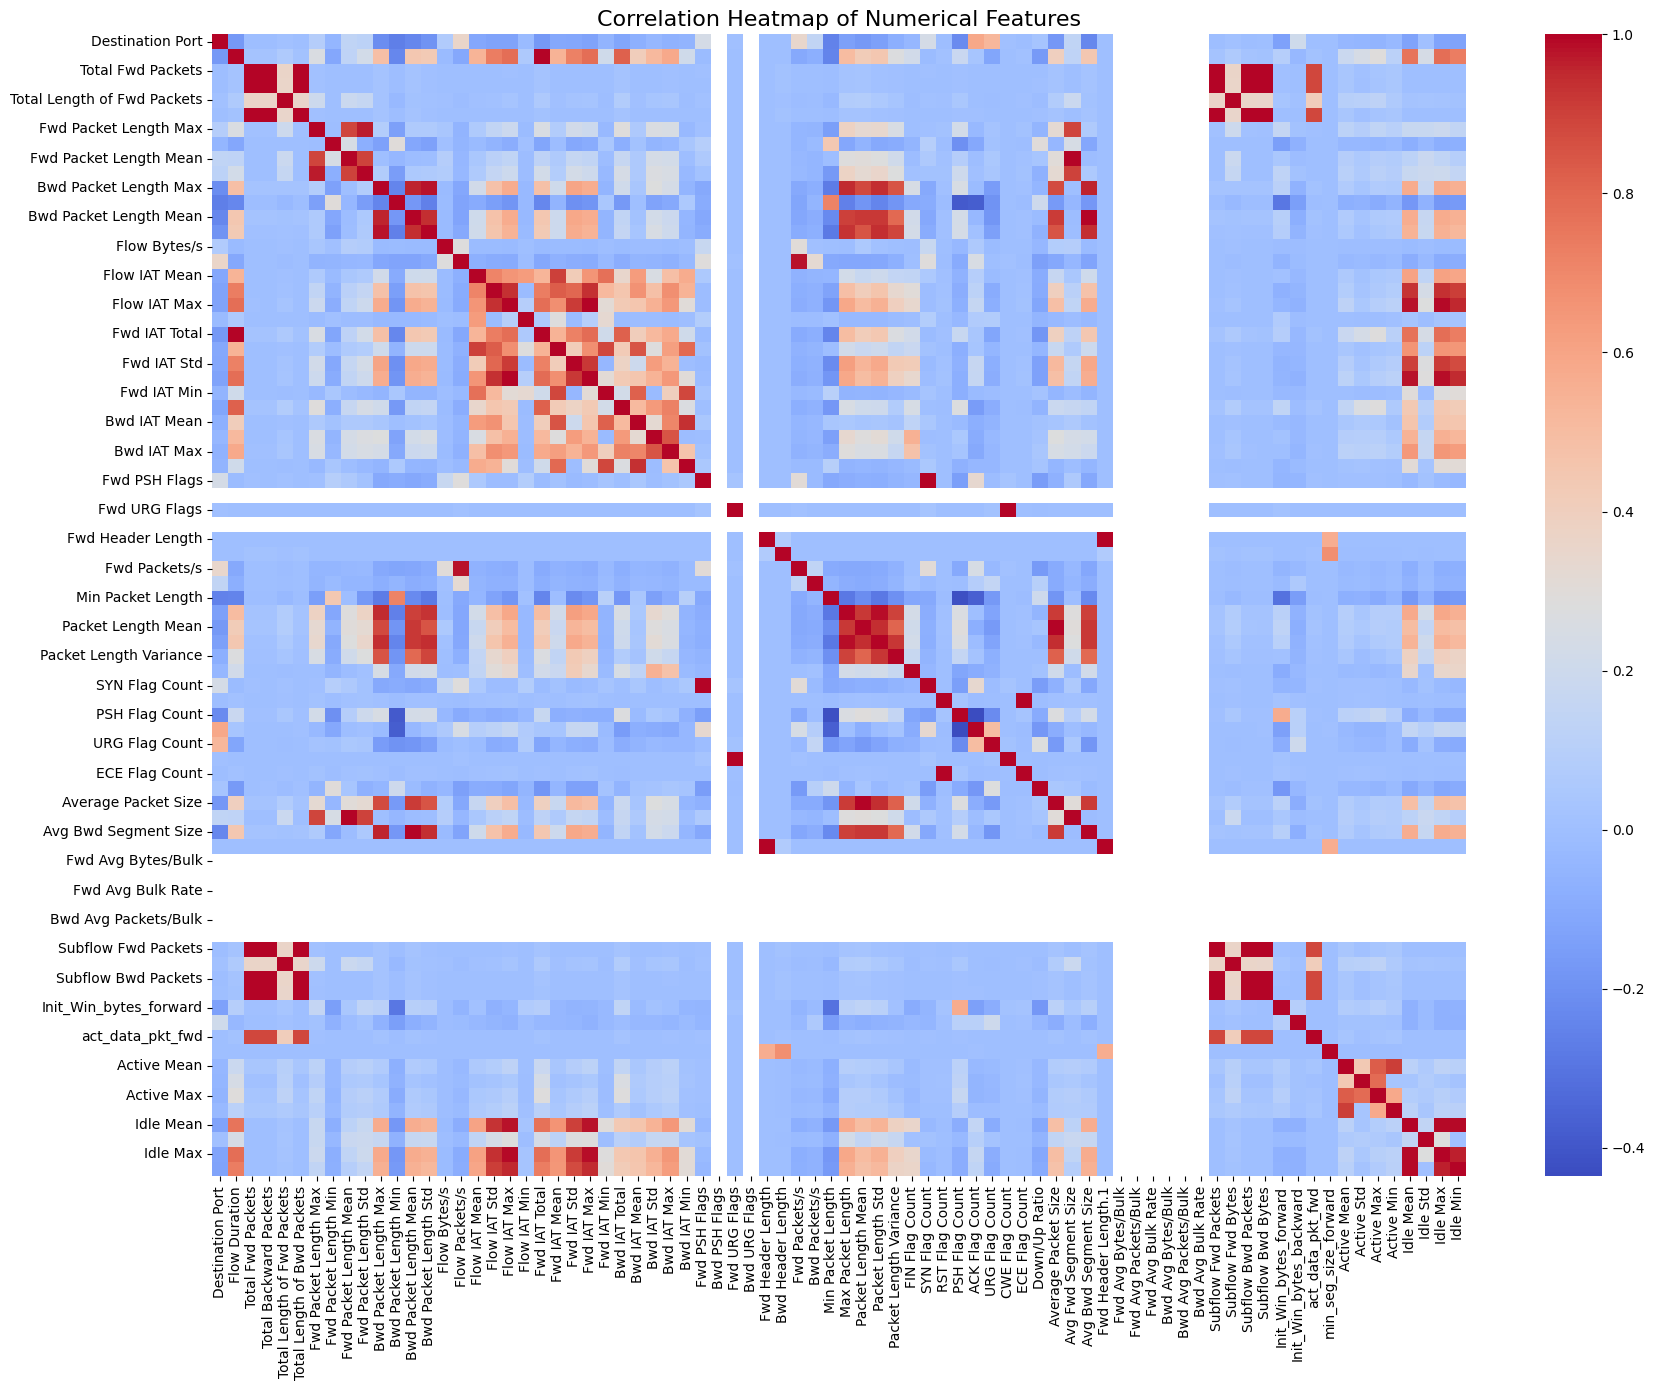 Correlation Heatmap of Numerical Features
Destination Port
Total Fwd Packets
Total Length of Fwd Packets
Fwd Packet Length Max
Fwd Packet Length Mean
Bwd Packet Length Max
Bwd Packet Length Mean
Flow Bytes/s
Flow IAT Mean
Flow IAT Max
Fwd IAT Total
Fwd IAT Std
Fwd IAT Min
Bwd IAT Mean
Bwd IAT Max
Fwd PSH Flags
Fwd URG Flags
Fwd Header Length
Fwd Packets/s
Min Packet Length
Packet Length Mean
Packet Length Variance
SYN Flag Count
PSH Flag Count
URG Flag Count
ECE Flag Count
Average Packet Size
Avg Bwd Segment Size
Fwd Avg Bytes/Bulk
Fwd Avg Bulk Rate
Bwd Avg Packets/Bulk
Subflow Fwd Packets
Subflow Bwd Packets
Init_Win_bytes_forward
act_data_pkt_fwd
Active Mean
Active Max
Idle Mean
Idle Max
Destination Port
Flow Duration
Total Fwd Packets
Total Backward Packets
Total Length of Fwd Packets
Total Length of Bwd Packets
Fwd Packet Length Max
Fwd Packet Length Min
Fwd Packet Length Mean
Fwd Packet Length Std
Bwd Packet Length Max
Bwd Packet Length Min
Bwd Packet Length Mean
Bwd Packet Length Std
Flow Bytes/s
Flow Packets/s
Flow IAT Mean
Flow IAT Std
Flow IAT Max
Flow IAT Min
Fwd IAT Total
Fwd IAT Mean
Fwd IAT Std
Fwd IAT Max
Fwd IAT Min
Bwd IAT Total
Bwd IAT Mean
Bwd IAT Std
Bwd IAT Max
Bwd IAT Min
Fwd PSH Flags
Bwd PSH Flags
Fwd URG Flags
Bwd URG Flags
Fwd Header Length
Bwd Header Length
Fwd Packets/s
Bwd Packets/s
Min Packet Length
Max Packet Length
Packet Length Mean
Packet Length Std
Packet Length Variance
FIN Flag Count
SYN Flag Count
RST Flag Count
PSH Flag Count
ACK Flag Count
URG Flag Count
CWE Flag Count
ECE Flag Count
Down/Up Ratio
Average Packet Size
Avg Fwd Segment Size
Avg Bwd Segment Size
Fwd Header Length.1
Fwd Avg Bytes/Bulk
Fwd Avg Packets/Bulk
Fwd Avg Bulk Rate
Bwd Avg Bytes/Bulk
Bwd Avg Packets/Bulk
Bwd Avg Bulk Rate
Subflow Fwd Packets
Subflow Fwd Bytes
Subflow Bwd Packets
Subflow Bwd Bytes
Init_Win_bytes_forward
Init_Win_bytes_backward
act_data_pkt_fwd
min_seg_size_forward
Active Mean
Active Std
Active Max
Active Min
Idle Mean
Idle Std
Idle Max
Idle Min
1.0
0.8
0.6
0.4
0.2
0.0
−0.2
−0.4